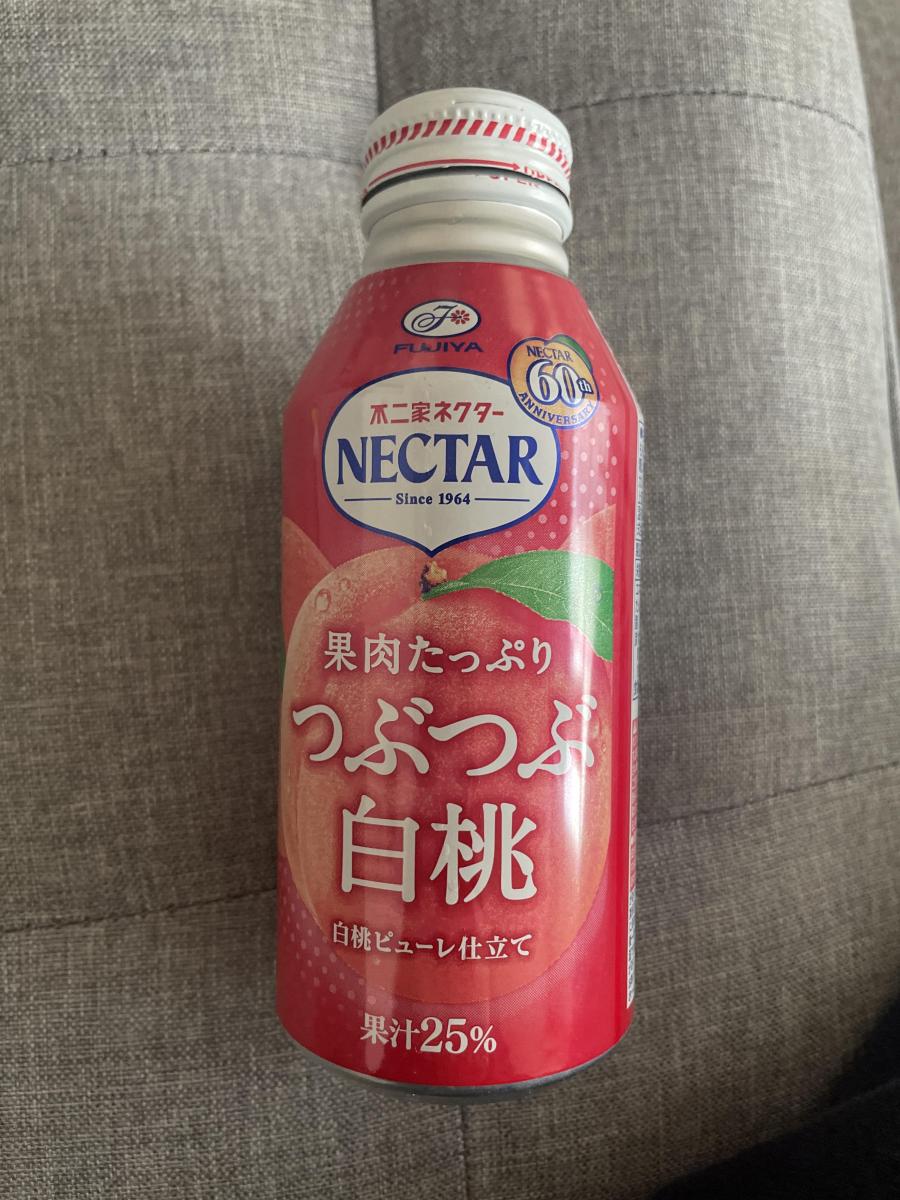 OPEN
FUJIYA
NECTAR
60th
ANNIVERSARY
不二家ネクター
NECTAR
Since 1964
果肉たっぷり
つぶつぶ
白桃
白桃ピューレ仕立て
果汁25%